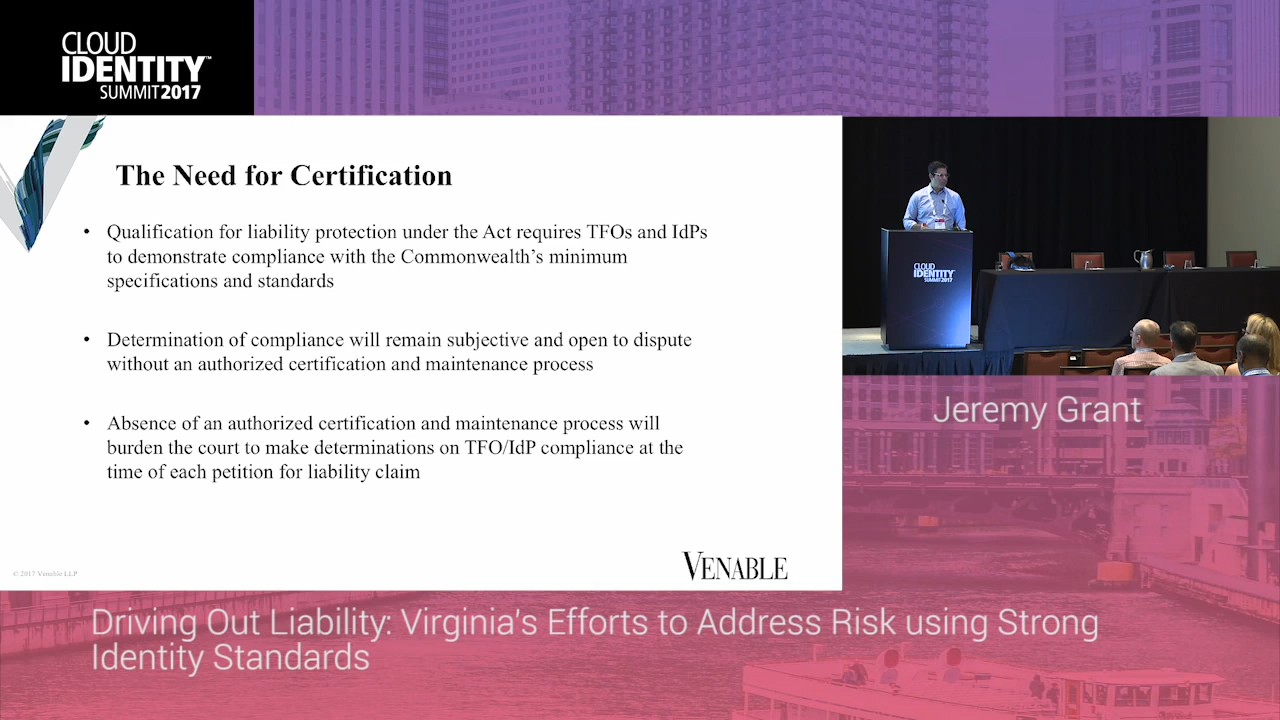 CLOUD
IDENTITY™
SUMMIT 2017
The Need for Certification
• Qualification for liability protection under the Act requires TFOs and IdPs
to demonstrate compliance with the Commonwealth's minimum
specifications and standards
• Determination of compliance will remain subjective and open to dispute
without an authorized certification and maintenance process
• Absence of an authorized certification and maintenance process will
burden the court to make determinations on TFO/IdP compliance at the
time of each petition for liability claim
© 2017 Venable LLP
VENABLE
CLOUD
IDENTITY
SUMMIT 2017
Jeremy Grant
Driving Out Liability: Virginia's Efforts to Address Risk using Strong
Identity Standards